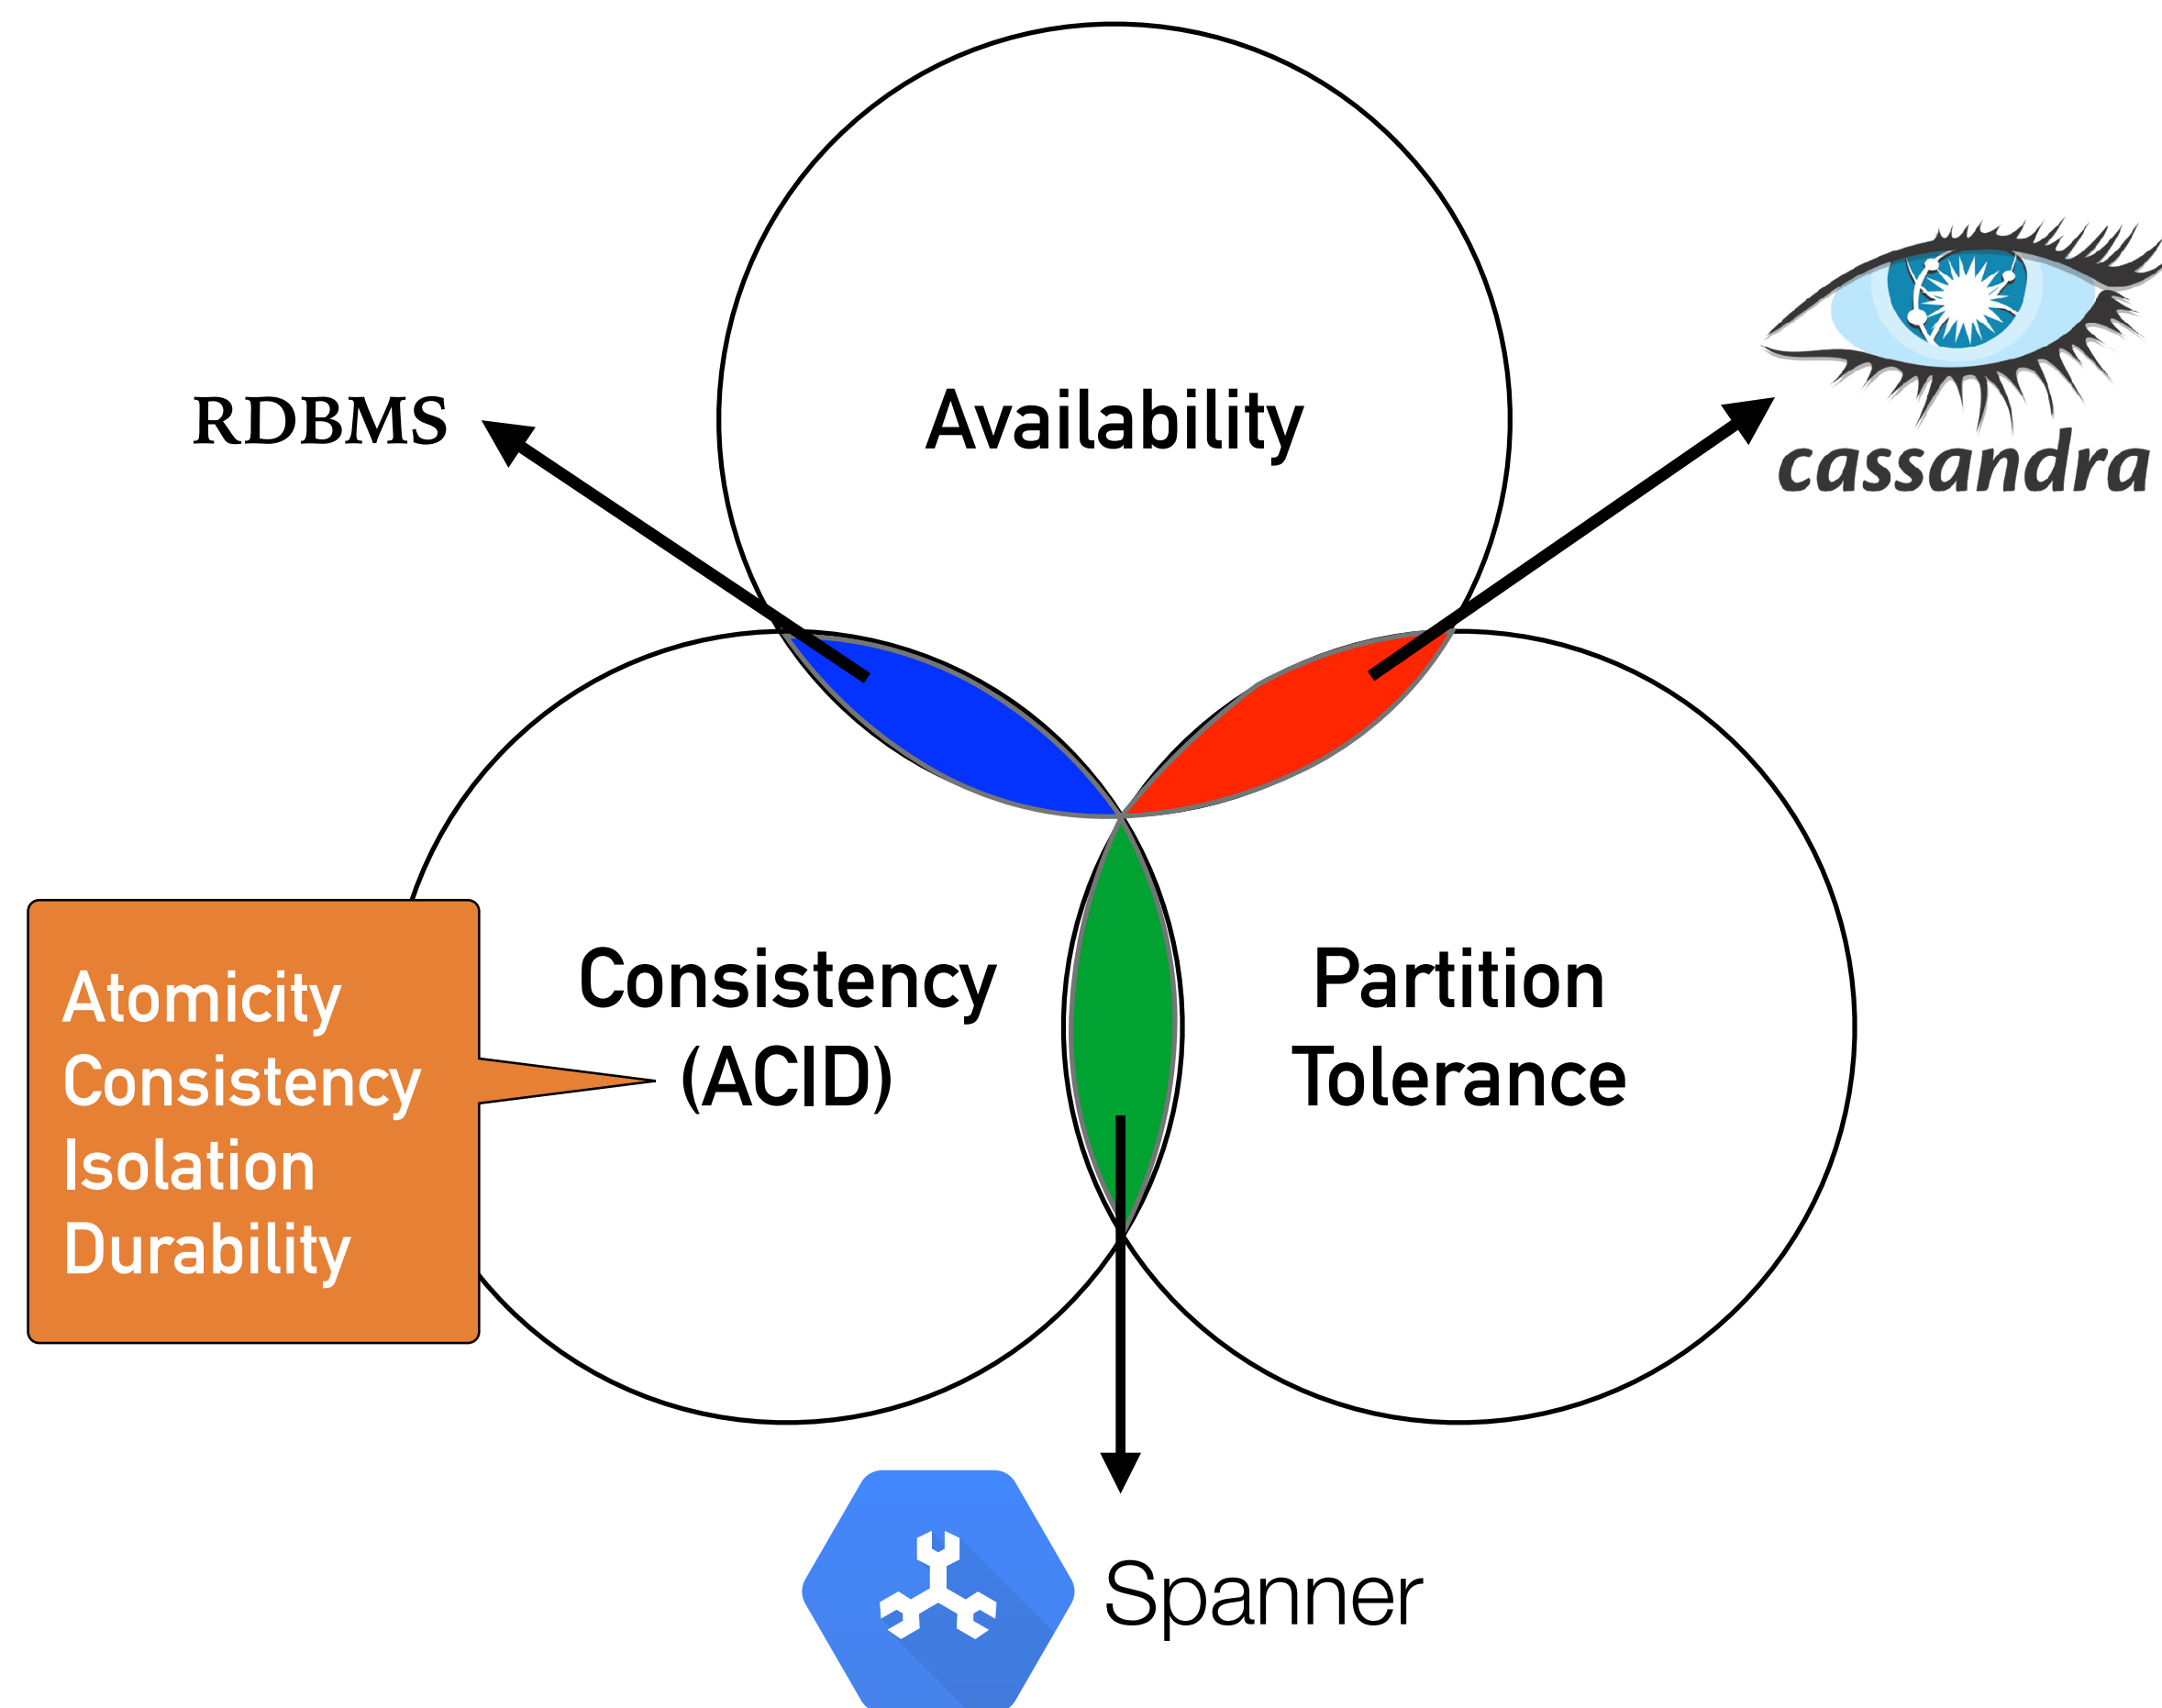 Availability
RDBMS
cassandra
Consistency
(ACID)
Partition
Tolerance
Atomicity
Consistency
Isolation
Durability
Spanner